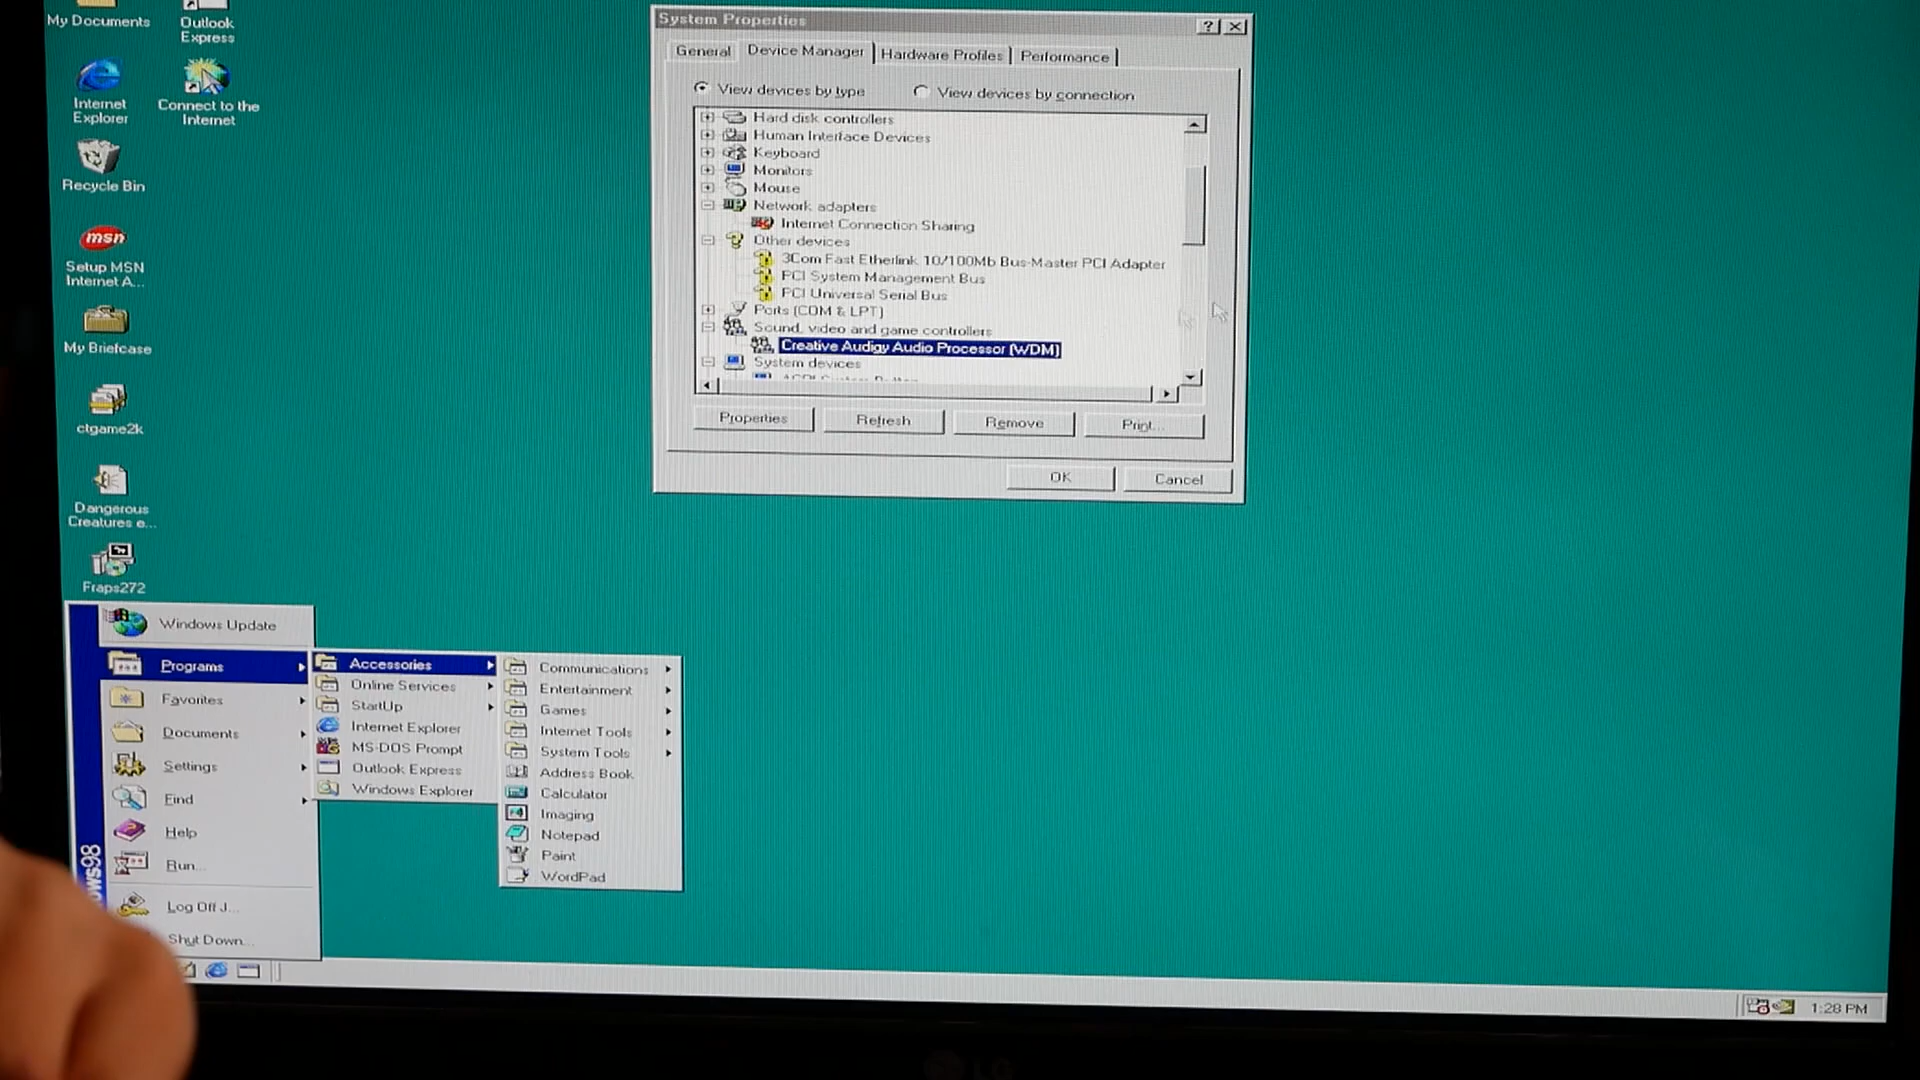 My Documents
Outlook
Express
Internet
Explorer
Connect to the
Internet
Recycle Bin
msn
Setup MSN
Internet A...
My Briefcase
ctgame2k
Dangerous
Creatures e...
Fraps272
System Properties
General
Device Manager
Hardware Profiles
Performance
View devices by type
View devices by connection
Hard disk controllers
Human Interface Devices
Keyboard
Monitors
Mouse
Network adapters
Internet Connection Sharing
Other devices
3Com Fast Etherlink 10/100Mb Bus-Master PCI Adapter
PCI System Management Bus
PCI Universal Serial Bus
Ports (COM & LPT)
Sound, video and game controllers
Creative Audigy Audio Processor (WDM)
System devices
Properties
Refresh
Remove
Print...
OK
Cancel
Windows Update
Programs
Favorites
Documents
Settings
Find
Help
Run...
Log Off J...
Shut Down...
ows98
Accessories
Online Services
StartUp
Internet Explorer
MS-DOS Prompt
Outlook Express
Windows Explorer
Communications
Entertainment
Games
Internet Tools
System Tools
Address Book
Calculator
Imaging
Notepad
Paint
WordPad
1:28 PM
LG